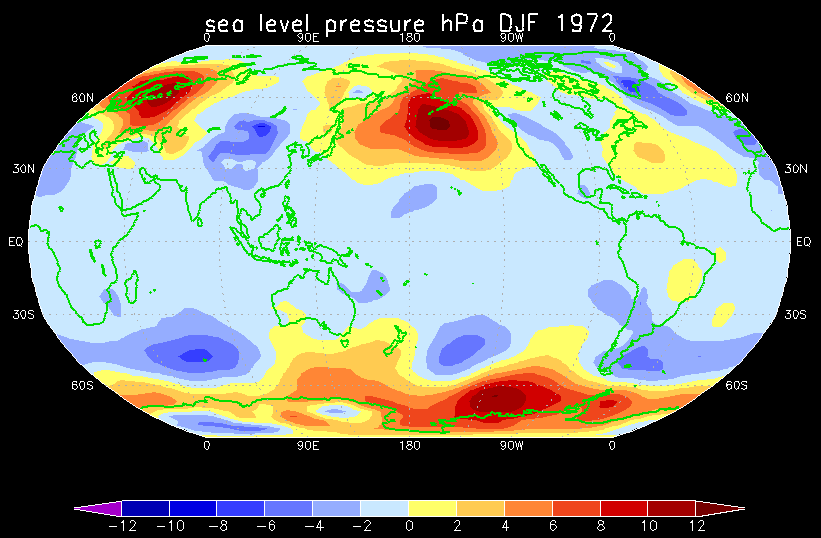 sea level pressure hPa DJF 1972
0 90E 180 90W 0
60N 60N
30N 30N
EQ EQ
30S 30S
60S 60S
0 90E 180 90W 0
-12 -10 -8 -6 -4 -2 0 2 4 6 8 10 12